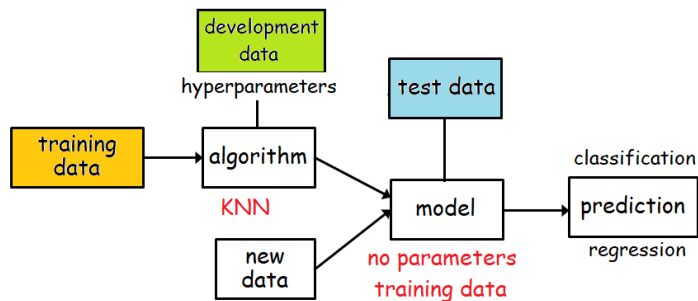 development
data
hyperparameters
test data
training
data
algorithm
KNN
new
data
model
no parameters
training data
classification
prediction
regression